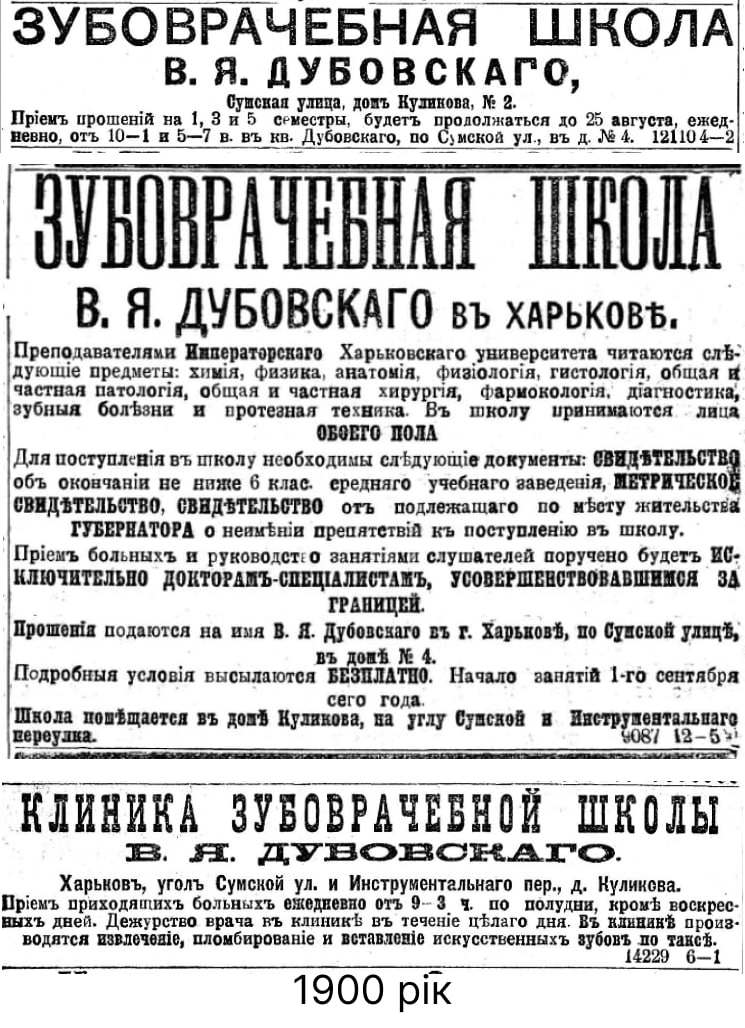 ЗУБОВРАЧЕБНАЯ ШКОЛА
В. Я. ДУБОВСКАГО,
Сумская улица, домъ Куликова, № 2.
Пріемъ прошеній на 1, 3 и 5 семестры, будетъ продолжаться до 25 августа, ежед-
невно, отъ 10—1 и 5—7 в. въ кв. Дубовскаго, по Сумской ул., въ д. № 4. 121104—2
ЗУБОВРАЧЕБНАЯ ШКОЛА
В. Я. ДУБОВСКАГО въ ХАРЬКОВѢ.
Преподавателями Императорскаго Харьковскаго университета читаются слѣ-
дующіе предметы: химія, физика, анатомія, физіологія, гистологія, общая и
частная патологія, общая и частная хирургія, фармокологія, діагностика,
зубныя болѣзни и протезная техника. Въ школу принимаются лица
ОБОЕГО ПОЛА
Для поступленія въ школу необходимы слѣдующіе документы: СВИДѢТЕЛЬСТВО
объ окончаніи не ниже 6 клас. средняго учебнаго заведенія, МЕТРИЧЕСКОЕ
СВИДѢТЕЛЬСТВО, СВИДѢТЕЛЬСТВО отъ подлежащаго по мѣсту жительства
ГУБЕРНАТОРА о неимѣніи препятствій къ поступленію въ школу.
Пріемъ больныхъ и руководство занятіями слушателей поручено будетъ ИС-
КЛЮЧИТЕЛЬНО ДОКТОРАМЪ-СПЕЦІАЛИСТАМЪ, УСОВЕРШЕНСТВОВАВШИМСЯ ЗА
ГРАНИЦЕЙ.
Прошенія подаются на имя В. Я. Дубовскаго въ г. Харьковѣ, по Сумской улицѣ,
въ домѣ № 4.
Подробныя условія высылаются БЕЗПЛАТНО. Начало занятій 1-го сентября
сего года.
Школа помѣщается въ домѣ Куликова, на углу Сумской и Инструментальнаго
переулка. 9087 12—5
КЛИНИКА ЗУБОВРАЧЕБНОЙ ШКОЛЫ
В. Я. ДУБОВСКАГО.
Харьковъ, уголъ Сумской ул. и Инструментальнаго пер., д. Куликова.
Пріемъ приходящихъ больныхъ ежедневно отъ 9—3 ч. по полудни, кромѣ воскрес-
ныхъ дней. Дежурство врача въ клиникѣ въ теченіе цѣлаго дня. Въ клиникѣ произ-
водятся извлеченіе, пломбированіе и вставленіе искусственныхъ зубовъ по таксѣ.
14229 6—1
1900 рік